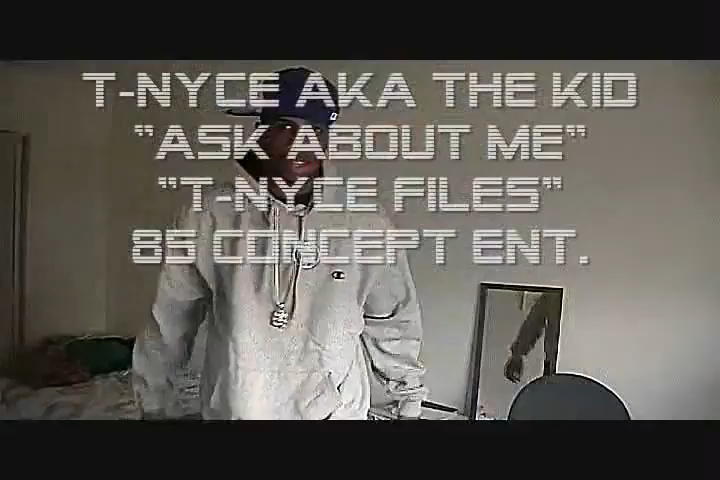 T-NYCE AKA THE KID
"ASK ABOUT ME"
"T-NYCE FILES"
85 CONCEPT ENT.